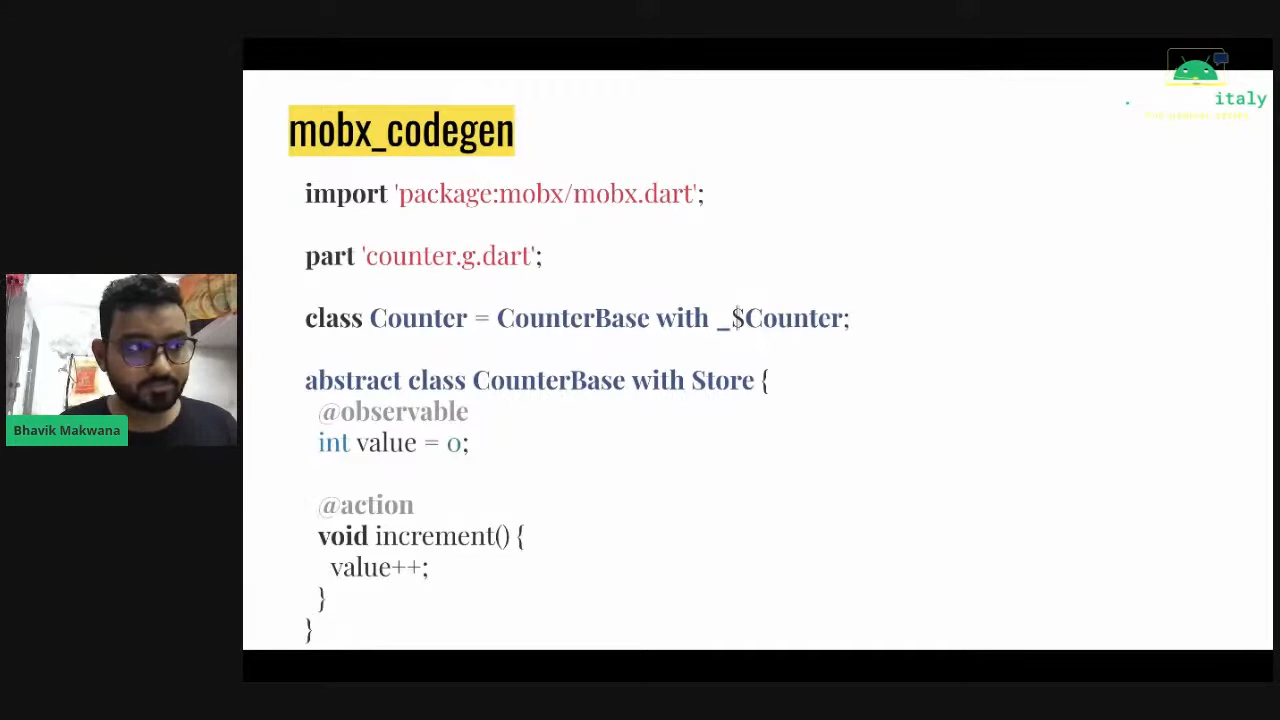 mobx_codegen
import 'package:mobx/mobx.dart';
part 'counter.g.dart';
class Counter = CounterBase with _$Counter;
abstract class CounterBase with Store {
@observable
int value = 0;
@action
void increment() {
value++;
}
}
Bhavik Makwana
. italy